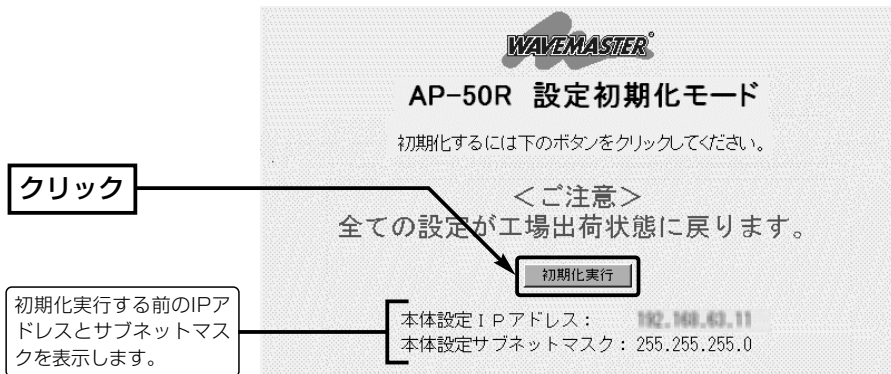 WAVEMASTER
AP-50R 設定初期化モード
初期化するには下のボタンをクリックしてください。
クリック
＜ご注意＞
全ての設定が工場出荷状態に戻ります。
初期化実行
初期化実行する前のIPア
ドレスとサブネットマス
クを表示します。
本体設定ＩＰアドレス： 192.168.63.11
本体設定サブネットマスク：255.255.255.0